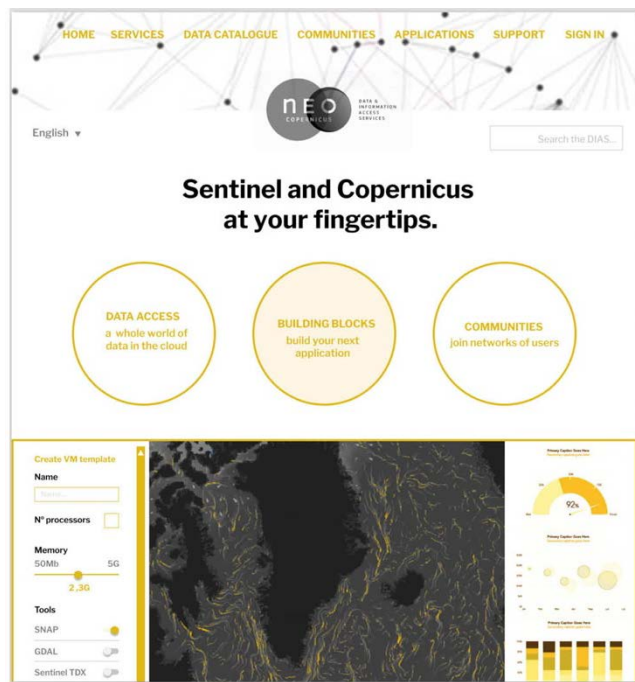 HOME SERVICES DATA CATALOGUE COMMUNITIES APPLICATIONS SUPPORT SIGN IN
nEO
COPERNICUS
DATA &
INFORMATION
ACCESS
SERVICES
English
Search the DIAS...
Sentinel and Copernicus
at your fingertips.
DATA ACCESS
a whole world of
data in the cloud
BUILDING BLOCKS
build your next
application
COMMUNITIES
join networks of users
Create VM template
Name
Nº processors
Memory
50Mb 5G
2,3G
Tools
SNAP
GDAL
Sentinel TDX
Primary Caption Goes Here
92%
Primary Caption Goes Here
Primary Caption Goes Here